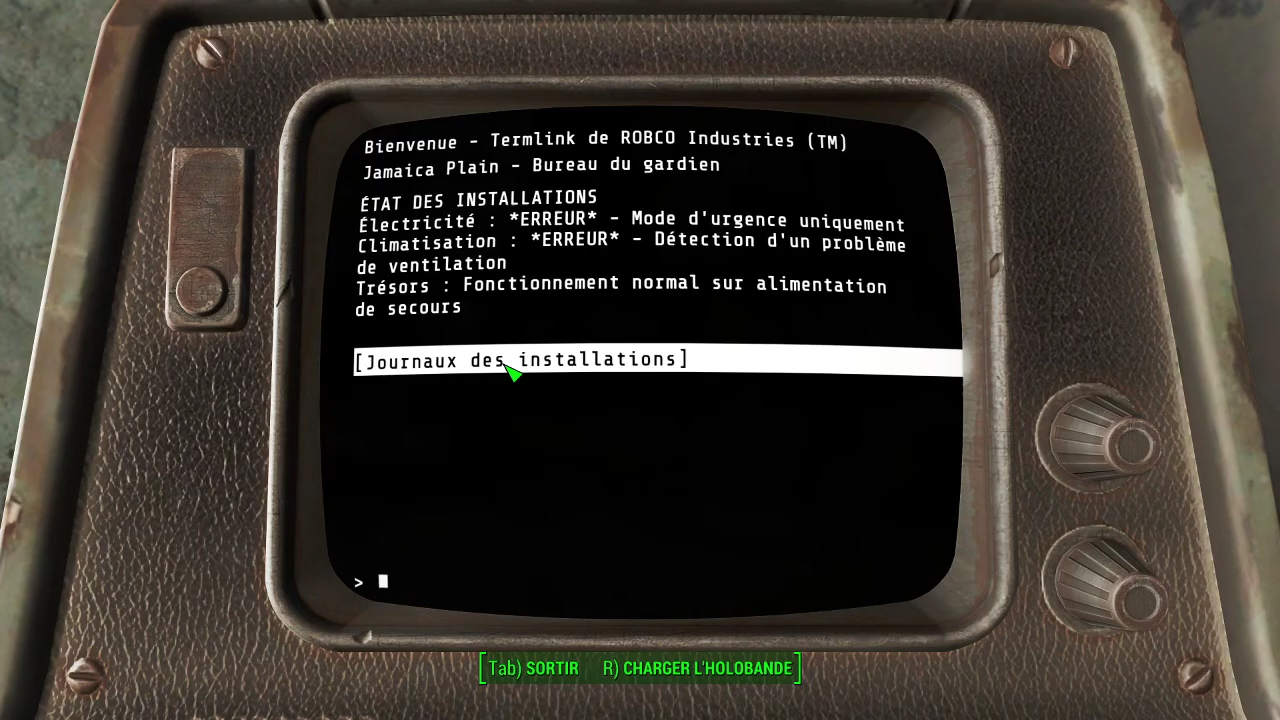 Bienvenue - Termlink de ROBCO Industries (TM)
Jamaica Plain - Bureau du gardien
ÉTAT DES INSTALLATIONS
Électricité : *ERREUR* - Mode d'urgence uniquement
Climatisation : *ERREUR* - Détection d'un problème
de ventilation
Trésors : Fonctionnement normal sur alimentation
de secours
[Journaux des installations]
>
[Tab) SORTIR R) CHARGER L'HOLOBANDE]